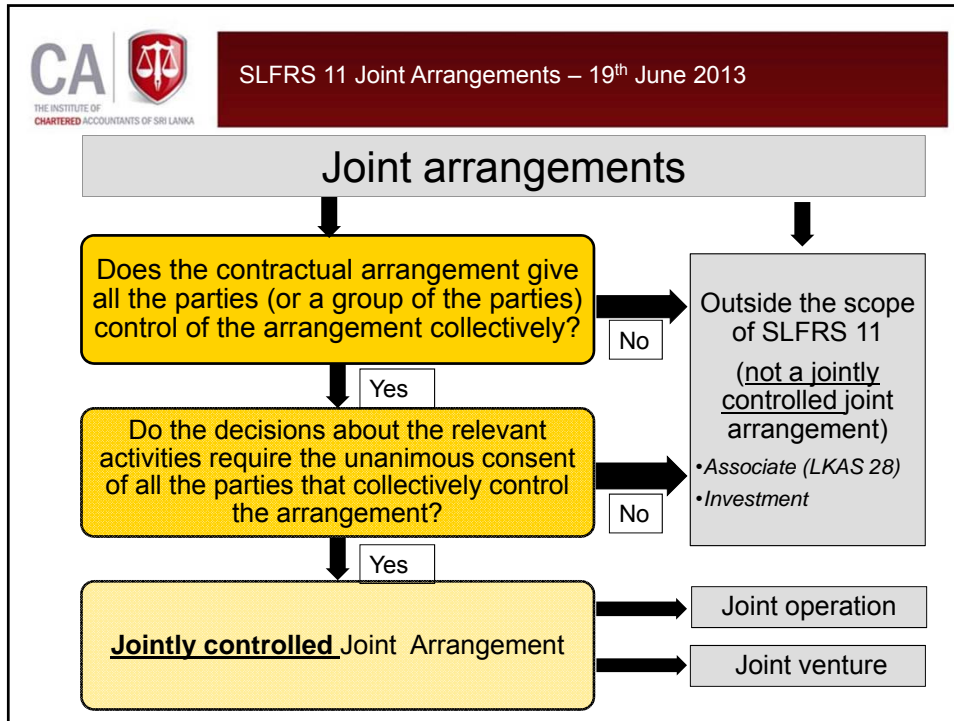 CA
THE INSTITUTE OF
CHARTERED ACCOUNTANTS OF SRI LANKA
SLFRS 11 Joint Arrangements – 19th June 2013
Joint arrangements
Does the contractual arrangement give
all the parties (or a group of the parties)
control of the arrangement collectively?
No
Yes
Do the decisions about the relevant
activities require the unanimous consent
of all the parties that collectively control
the arrangement?
No
Yes
Outside the scope
of SLFRS 11
(not a jointly
controlled joint
arrangement)
•Associate (LKAS 28)
•Investment
Jointly controlled Joint Arrangement
Joint operation
Joint venture